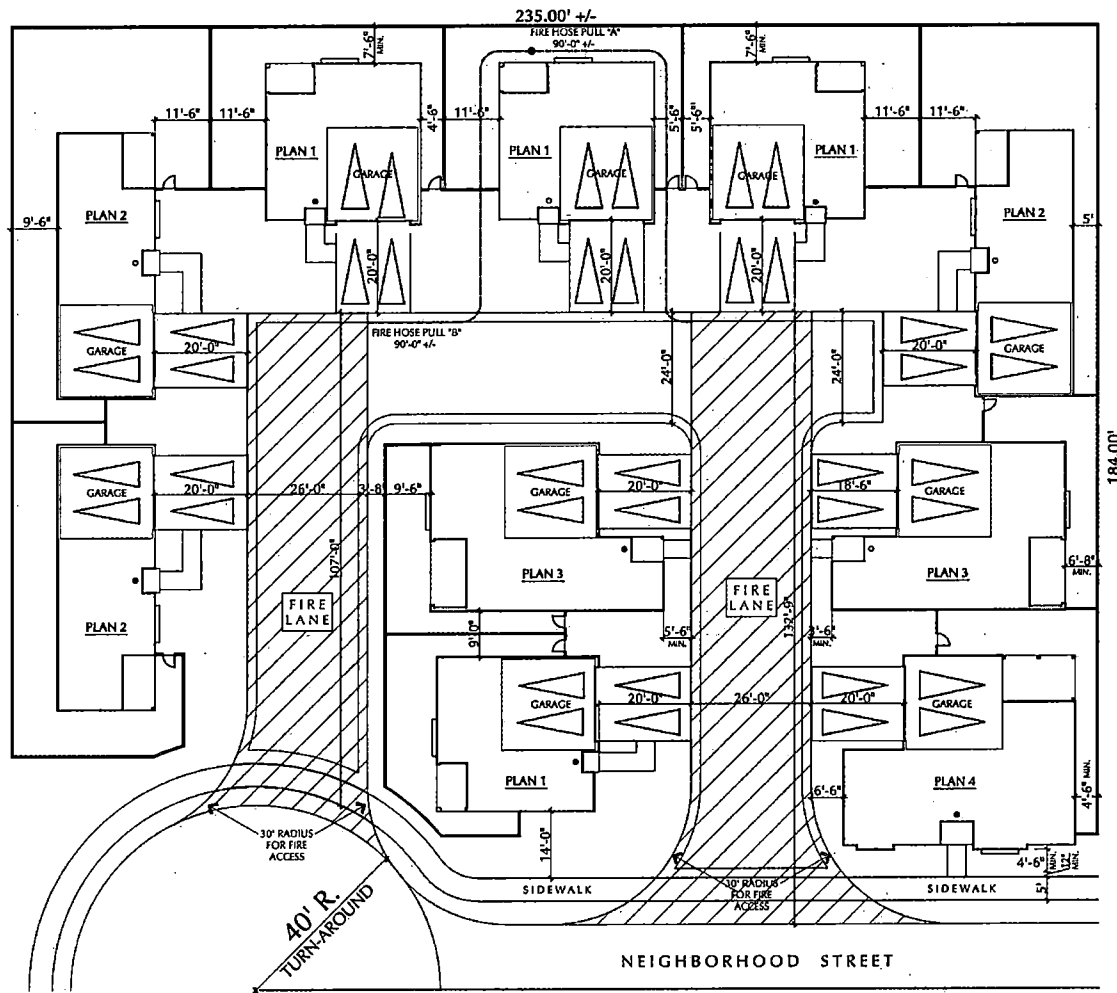 235.00' +/-
FIRE HOSE PULL "A"
90'-0" +/-
7'-6"
MIN.
7'-6"
MIN.
11'-6"
11'-6"
4'-6"
11'-6"
5'-6"
5'-6"
11'-6"
11'-6"
PLAN 1
GARAGE
PLAN 1
GARAGE
GARAGE
PLAN 1
9'-6"
PLAN 2
PLAN 2
5'
20'-0"
20'-0"
20'-0"
FIRE HOSE PULL "B"
90'-0" +/-
GARAGE
20'-0"
24'-0"
24'-0"
20'-0"
GARAGE
184.00'
GARAGE
20'-0"
26'-0"
3'-8"
9'-6"
GARAGE
20'-0"
18'-6"
GARAGE
107'-0"
PLAN 3
PLAN 3
6'-8"
MIN.
FIRE
LANE
FIRE
LANE
132'-9"
PLAN 2
9'-0"
5'-6"
MIN.
3'-6"
MIN.
GARAGE
20'-0"
26'-0"
20'-0"
GARAGE
PLAN 1
6'-6"
PLAN 4
4'-6"
MIN.
30' RADIUS
FOR FIRE
ACCESS
14'-0"
4'-6"
MIN.
12"
MIN.
5'
SIDEWALK
30' RADIUS
FOR FIRE
ACCESS
SIDEWALK
40' R.
TURN-AROUND
NEIGHBORHOOD STREET